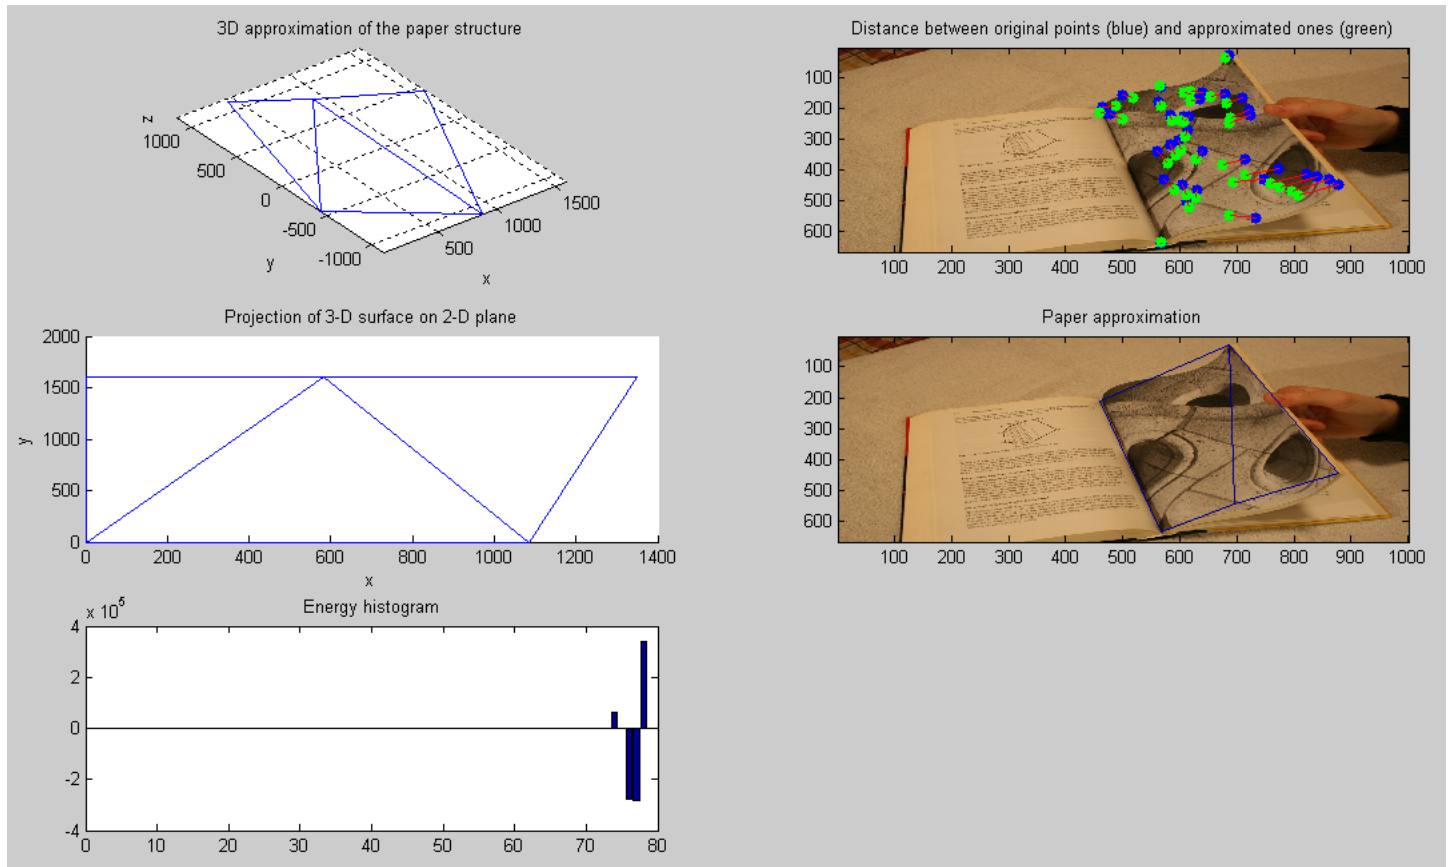 3D approximation of the paper structure
z
1000
500
0
-500
-1000
y
500
1000
1500
x
Distance between original points (blue) and approximated ones (green)
100
200
300
400
500
600
100 200 300 400 500 600 700 800 900 1000
Projection of 3-D surface on 2-D plane
2000
1500
1000
500
0
y
0 200 400 600 800 1000 1200 1400
x
Paper approximation
100
200
300
400
500
600
100 200 300 400 500 600 700 800 900 1000
Energy histogram
x 10^5
4
2
0
-2
-4
0 10 20 30 40 50 60 70 80